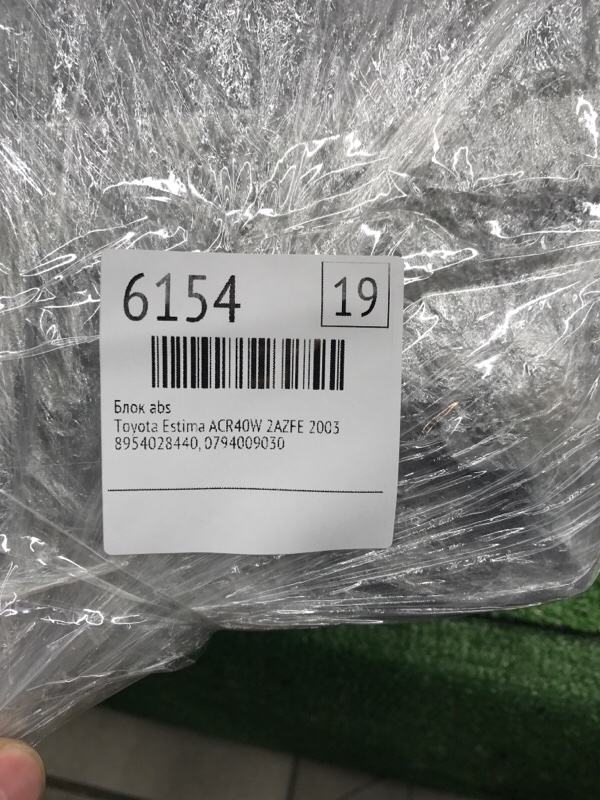 6154
19
Блок abs
Toyota Estima ACR40W 2AZFE 2003
8954028440, 0794009030